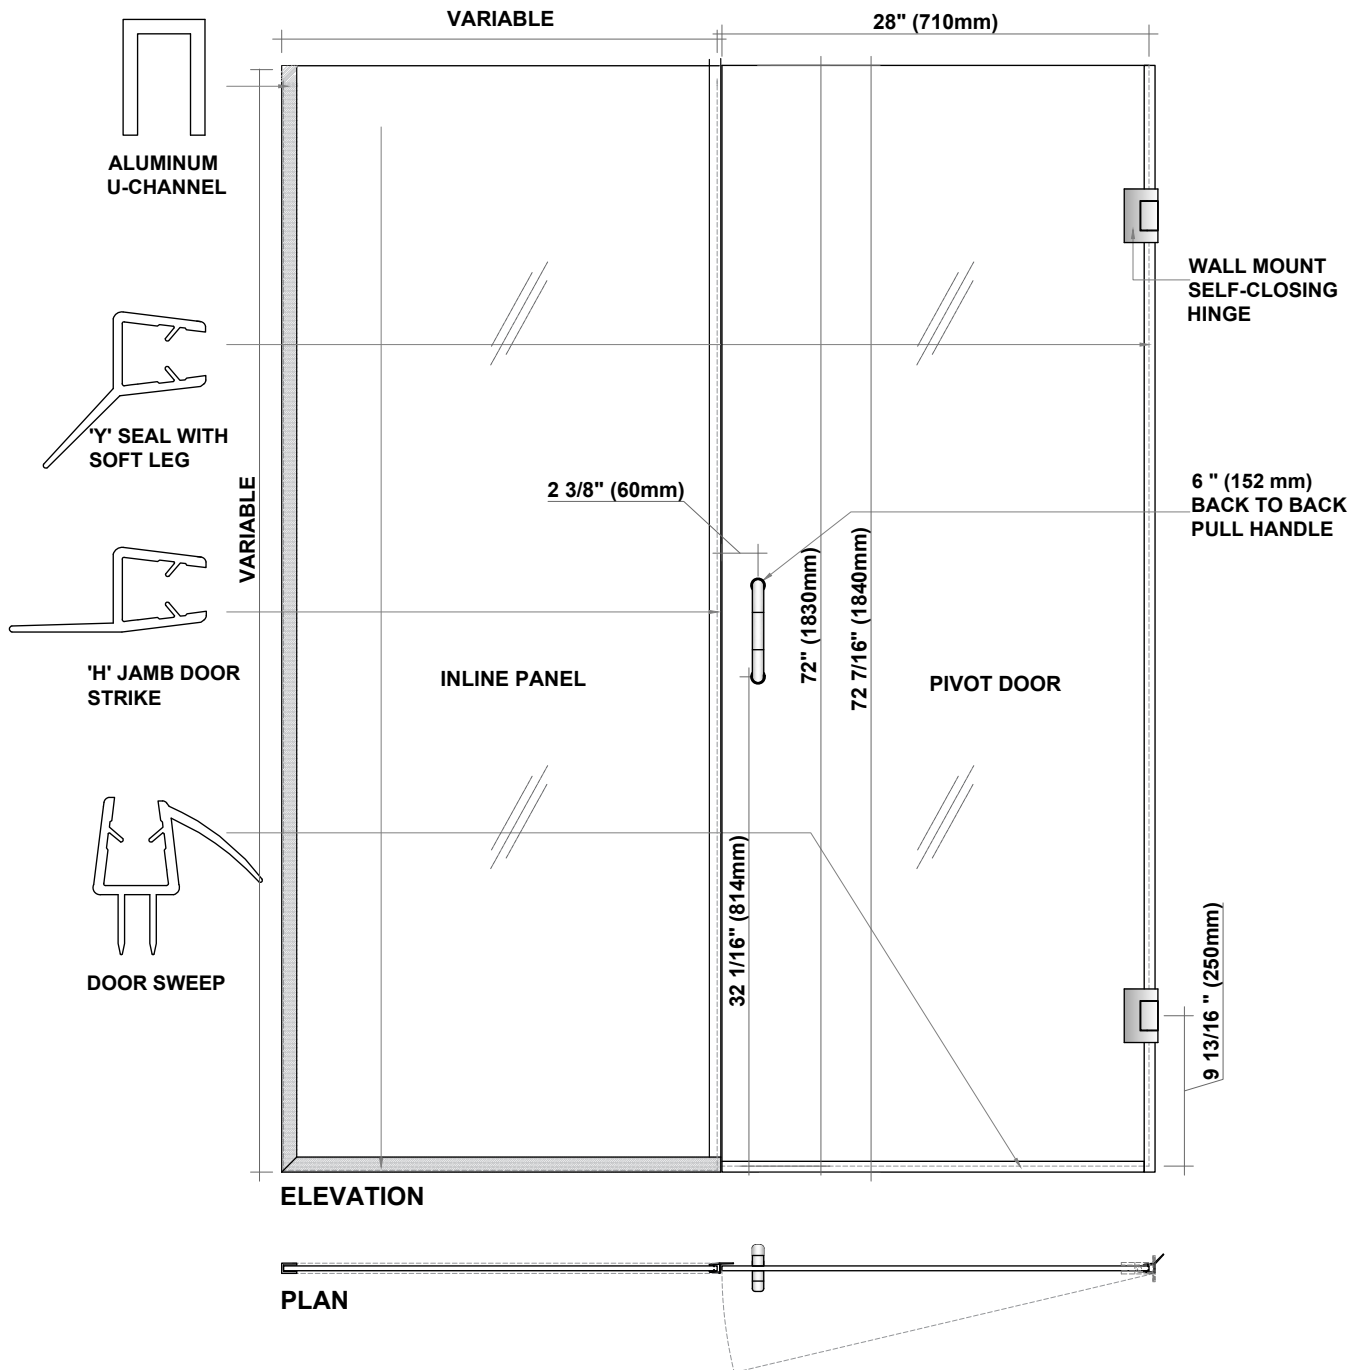 VARIABLE
28" (710mm)
ALUMINUM
U-CHANNEL
WALL MOUNT
SELF-CLOSING
HINGE
'Y' SEAL WITH
SOFT LEG
VARIABLE
2 3/8" (60mm)
6 " (152 mm)
BACK TO BACK
PULL HANDLE
72" (1830mm)
72 7/16" (1840mm)
'H' JAMB DOOR
STRIKE
INLINE PANEL
PIVOT DOOR
32 1/16" (814mm)
9 13/16 " (250mm)
DOOR SWEEP
ELEVATION
PLAN